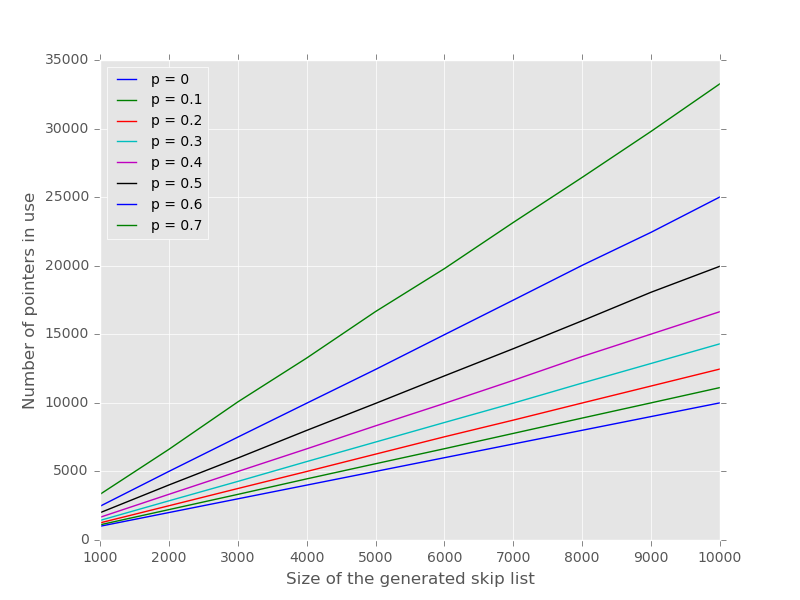 35000
30000
25000
20000
15000
10000
5000
0
Number of pointers in use
p = 0
p = 0.1
p = 0.2
p = 0.3
p = 0.4
p = 0.5
p = 0.6
p = 0.7
1000 2000 3000 4000 5000 6000 7000 8000 9000 10000
Size of the generated skip list